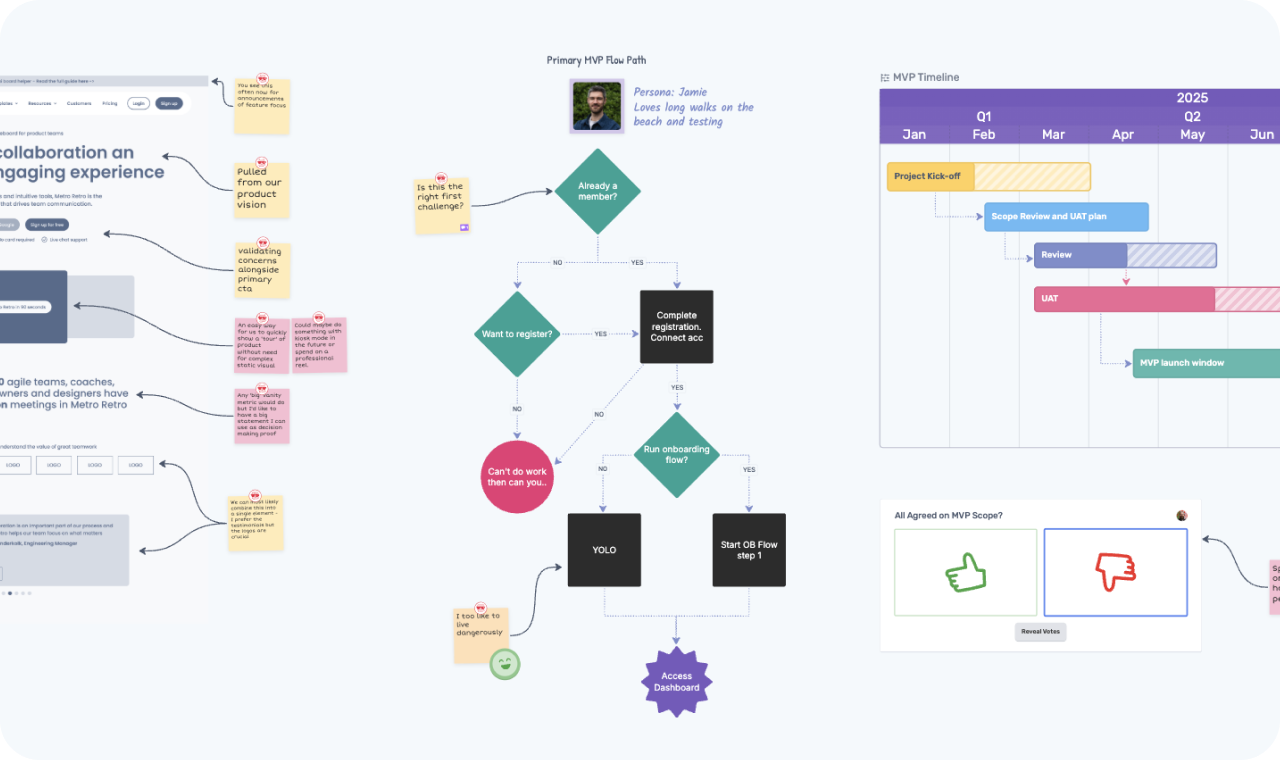 board helper - Read the full guide here ->
Resources
Customers
Pricing
Login
Sign up
board for product teams
collaboration an
engaging experience
and intuitive tools, Metro Retro is the
that drives team communication.
Google
Sign up for free
card required
Live chat support
Retro in 90 seconds
0 agile teams, coaches,
owners and designers have
meetings in Metro Retro
understand the value of great teamwork
LOGO
LOGO
LOGO
LOGO
is an important part of our process and
helps our team focus on what matters
Engineering Manager
You see this
often now for
announcements
of feature focus
Pulled
from our
product
vision
validating
concerns
alongside
primary
cta
An easy way
for us to quickly
show a 'tour' of
product
without need
for complex
static visual
Could maybe do
something with
kiosk mode in
the future or
spend on a
professional
reel.
Any 'big' vanity
metric would do
but I'd like to
have a big
statement I can
use as decision
making proof
We can most likely
combine this into
a single element -
I prefer the
testimonials but
the logos are
Primary MVP Flow Path
Persona: Jamie
Loves long walks on the
beach and testing
Is this the
right first
challenge?
Already a
member?
NO
YES
Want to register?
YES
Complete
registration.
Connect acc
NO
NO
YES
Can't do work
then can you..
Run onboarding
flow?
NO
YES
YOLO
Start OB Flow
step 1
I too like to
live
dangerously
Access
Dashboard
MVP Timeline
2025
Q1
Q2
Jan
Feb
Mar
Apr
May
Jun
Project Kick-off
Scope Review and UAT plan
Review
UAT
MVP launch window
All Agreed on MVP Scope?
Reveal Votes